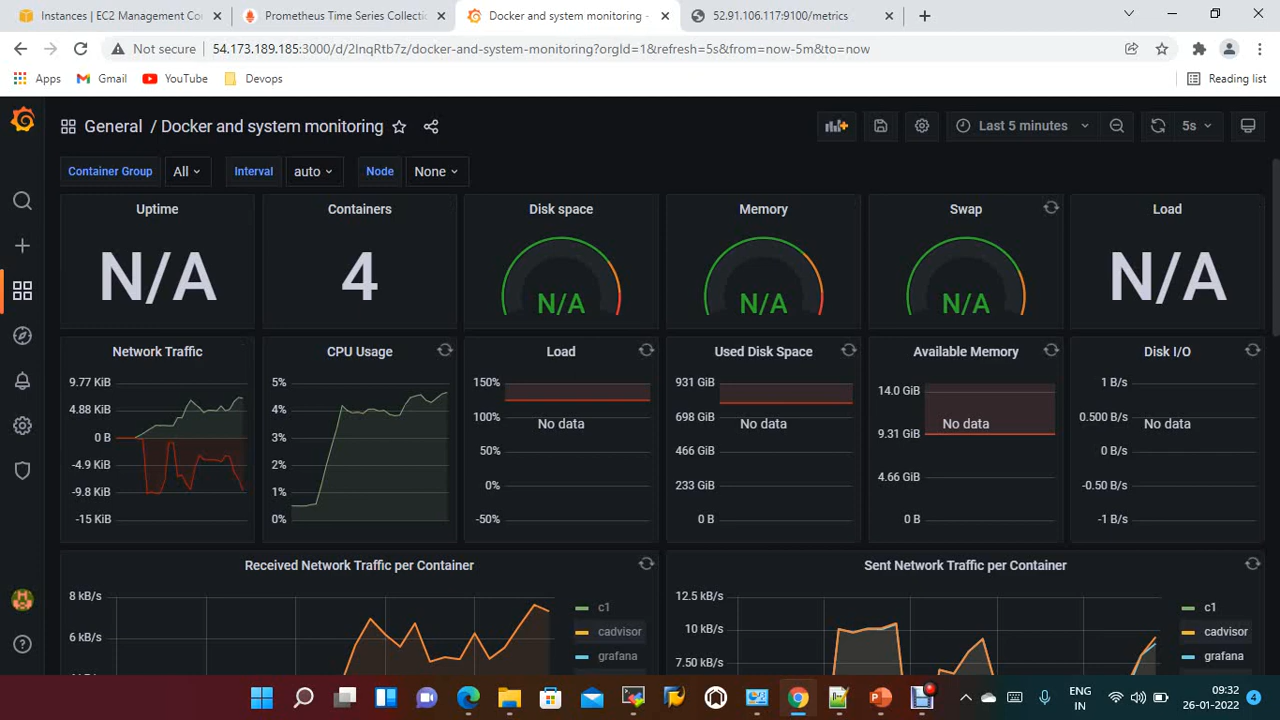 Instances | EC2 Management Co
Prometheus Time Series Collecti
Docker and system monitoring -
52.91.106.117:9100/metrics
Not secure
54.173.189.185:3000/d/2lnqRtb7z/docker-and-system-monitoring?orgId=1&refresh=5s&from=now-5m&to=now
Apps
Gmail
YouTube
Devops
Reading list
General / Docker and system monitoring
Last 5 minutes
5s
Container Group
All
Interval
auto
Node
None
Uptime
N/A
Containers
4
Disk space
N/A
Memory
N/A
Swap
N/A
Load
N/A
Network Traffic
9.77 KiB
4.88 KiB
0 B
-4.9 KiB
-9.8 KiB
-15 KiB
CPU Usage
5%
4%
3%
2%
1%
0%
Load
150%
100%
50%
0%
-50%
No data
Used Disk Space
931 GiB
698 GiB
466 GiB
233 GiB
0 B
No data
Available Memory
14.0 GiB
9.31 GiB
4.66 GiB
0 B
No data
Disk I/O
1 B/s
0.500 B/s
0 B/s
-0.50 B/s
-1 B/s
No data
Received Network Traffic per Container
8 kB/s
6 kB/s
c1
cadvisor
grafana
Sent Network Traffic per Container
12.5 kB/s
10 kB/s
7.50 kB/s
c1
cadvisor
grafana
ENG
IN
09:32
26-01-2022
4